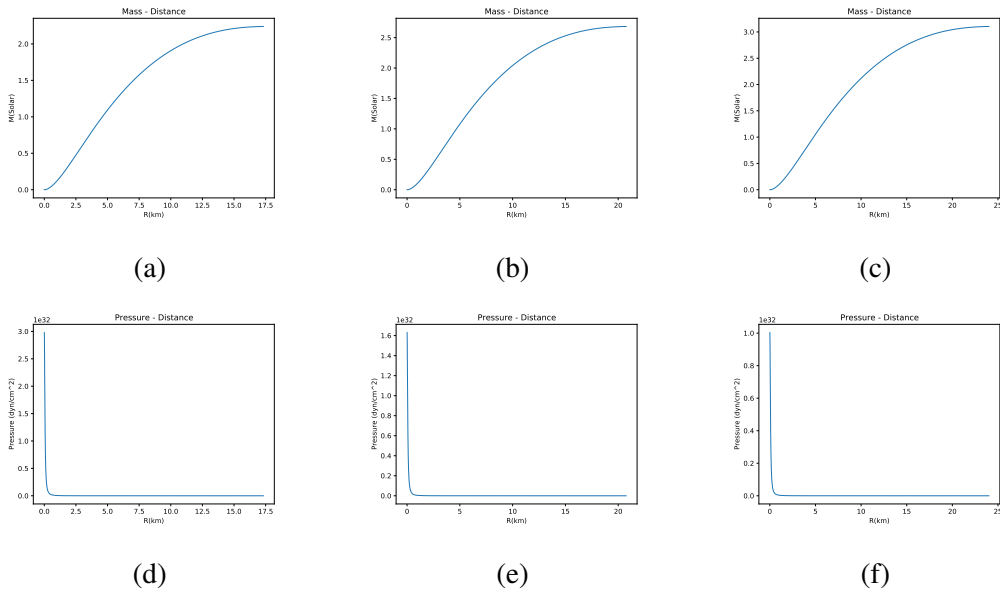 Mass - Distance
M(Solar)
2.0
1.5
1.0
0.5
0.0
0.0 2.5 5.0 7.5 10.0 12.5 15.0 17.5
R(km)
(a)
Mass - Distance
M(Solar)
2.5
2.0
1.5
1.0
0.5
0.0
0 5 10 15 20
R(km)
(b)
Mass - Distance
M(Solar)
3.0
2.5
2.0
1.5
1.0
0.5
0.0
0 5 10 15 20 25
R(km)
(c)
Pressure - Distance
1e32
Pressure (dyn/cm^2)
3.0
2.5
2.0
1.5
1.0
0.5
0.0
0.0 2.5 5.0 7.5 10.0 12.5 15.0 17.5
R(km)
(d)
Pressure - Distance
1e32
Pressure (dyn/cm^2)
1.6
1.4
1.2
1.0
0.8
0.6
0.4
0.2
0.0
0 5 10 15 20
R(km)
(e)
Pressure - Distance
1e32
Pressure (dyn/cm^2)
1.0
0.8
0.6
0.4
0.2
0.0
0 5 10 15 20 25
R(km)
(f)